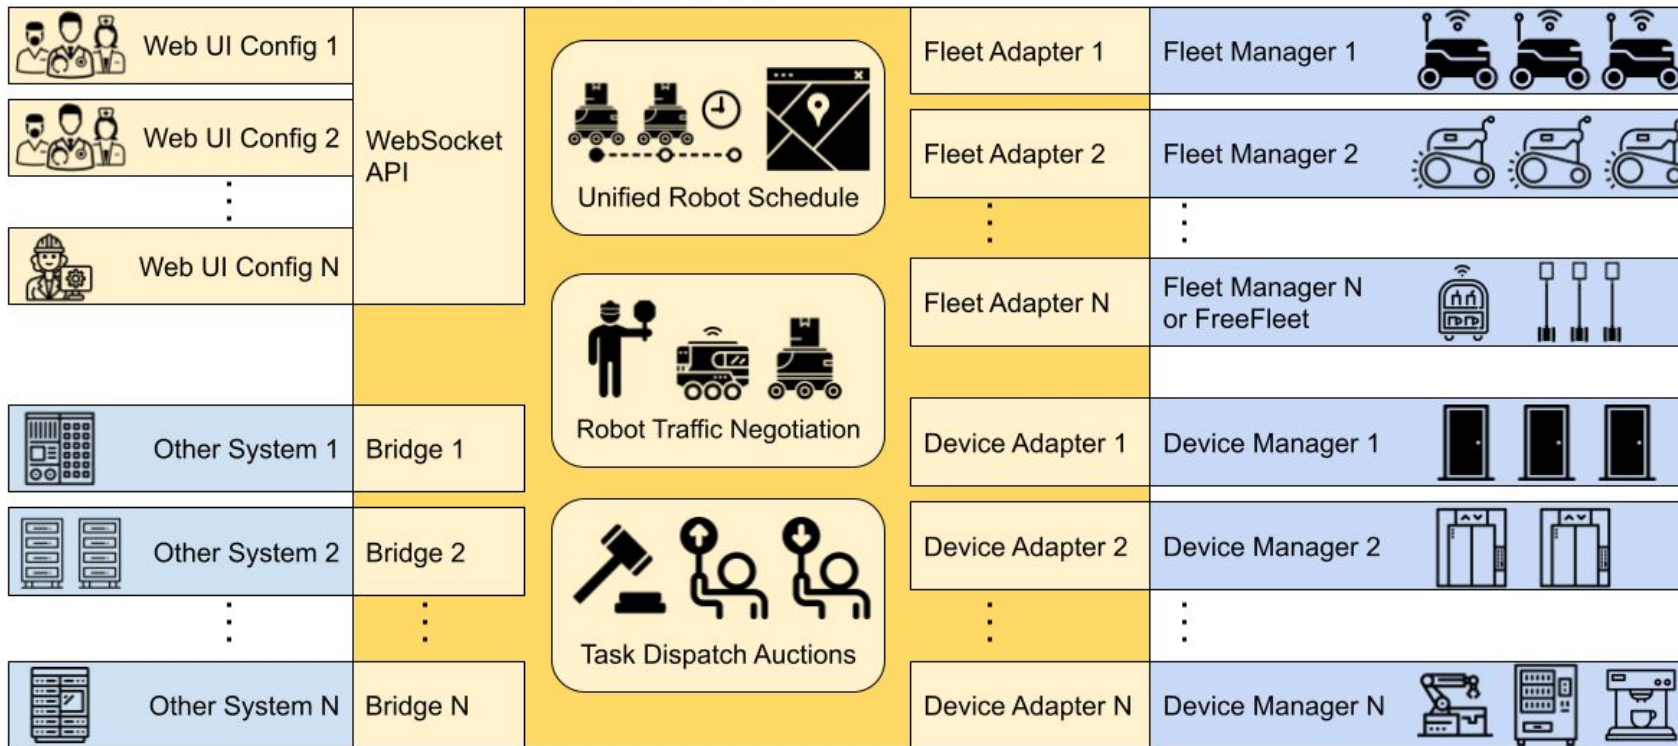 Web UI Config 1
Web UI Config 2
Web UI Config N
WebSocket
API
Other System 1
Bridge 1
Other System 2
Bridge 2
Other System N
Bridge N
Unified Robot Schedule
Robot Traffic Negotiation
Task Dispatch Auctions
Fleet Adapter 1
Fleet Manager 1
Fleet Adapter 2
Fleet Manager 2
Fleet Adapter N
Fleet Manager N
or FreeFleet
Device Adapter 1
Device Manager 1
Device Adapter 2
Device Manager 2
Device Adapter N
Device Manager N